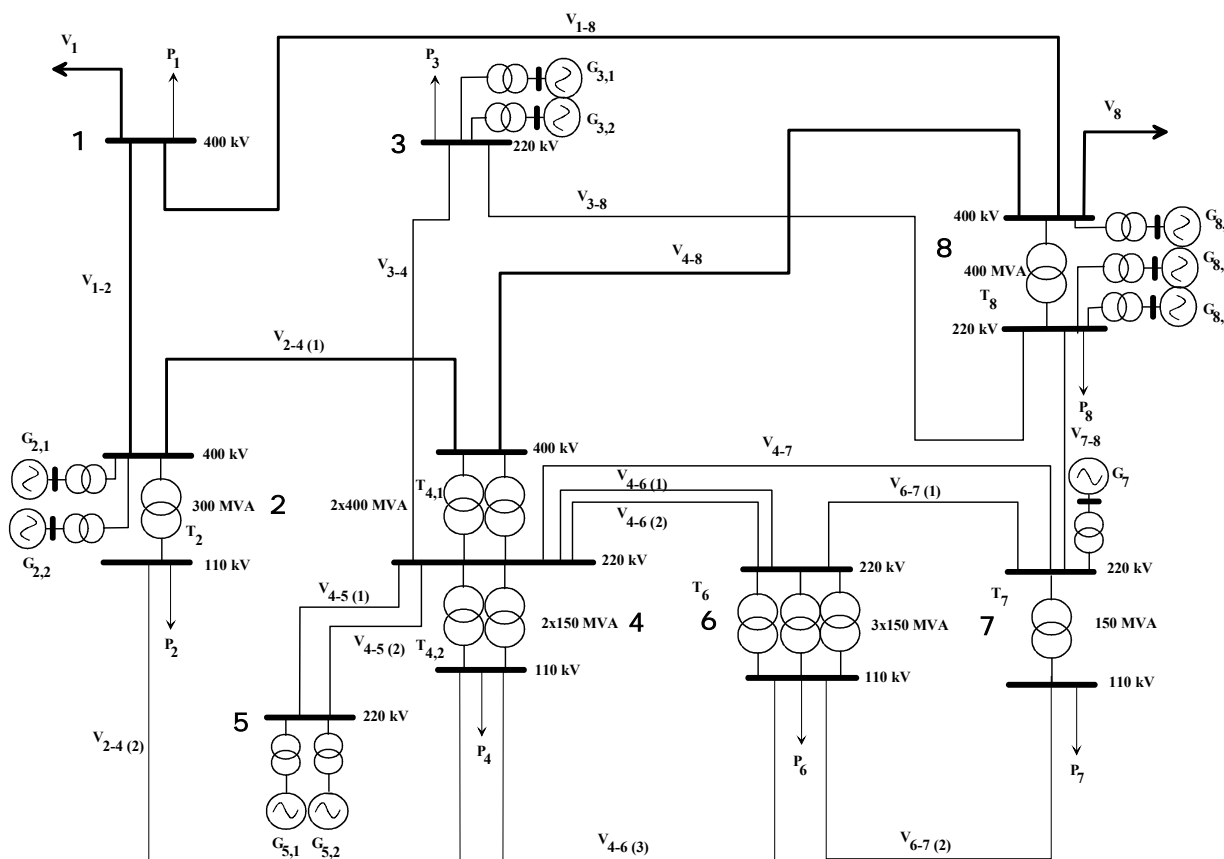 V1-8
V1
P1
P3
G3,1
G3,2
V8
1
400 kV
3
220 kV
V3-8
400 kV
G8,
8
V3-4
V4-8
400 MVA
G8,
V1-2
T8
G8,
220 kV
V2-4 (1)
P8
V7-8
G2,1
400 kV
400 kV
V4-7
G7
T4,1
V4-6 (1)
V6-7 (1)
300 MVA
2
2x400 MVA
V4-6 (2)
T2
G2,2
110 kV
220 kV
220 kV
220 kV
V4-5 (1)
T6
T7
P2
V4-5 (2)
T4,2
2x150 MVA
4
6
3x150 MVA
7
150 MVA
110 kV
110 kV
110 kV
5
220 kV
V2-4 (2)
P4
P6
P7
G5,1
G5,2
V4-6 (3)
V6-7 (2)